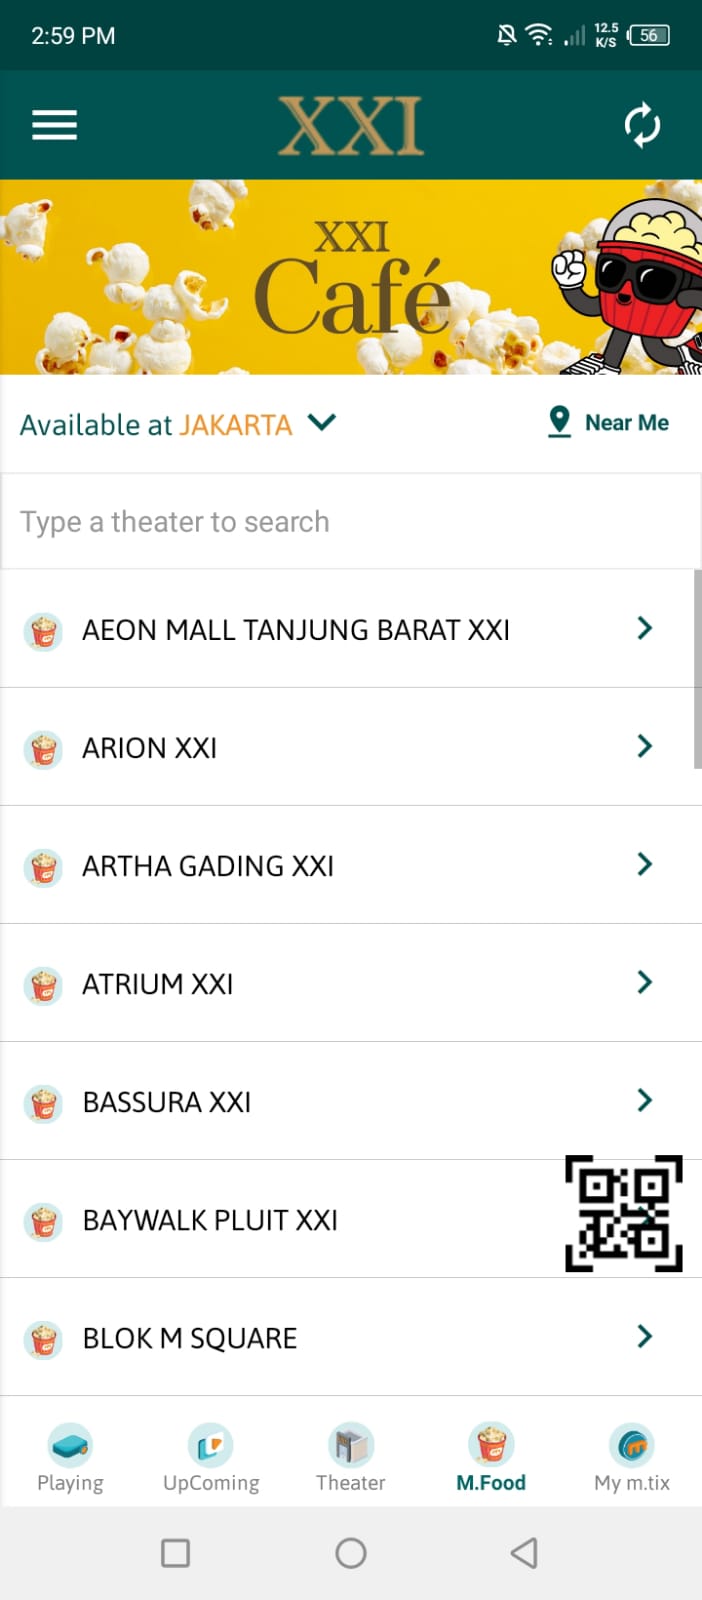 2:59 PM
12.5
K/S
56
XXI
XXI
Café
Available at JAKARTA
Near Me
Type a theater to search
AEON MALL TANJUNG BARAT XXI
ARION XXI
ARTHA GADING XXI
ATRIUM XXI
BASSURA XXI
BAYWALK PLUIT XXI
BLOK M SQUARE
Playing
UpComing
Theater
M.Food
My m.tix